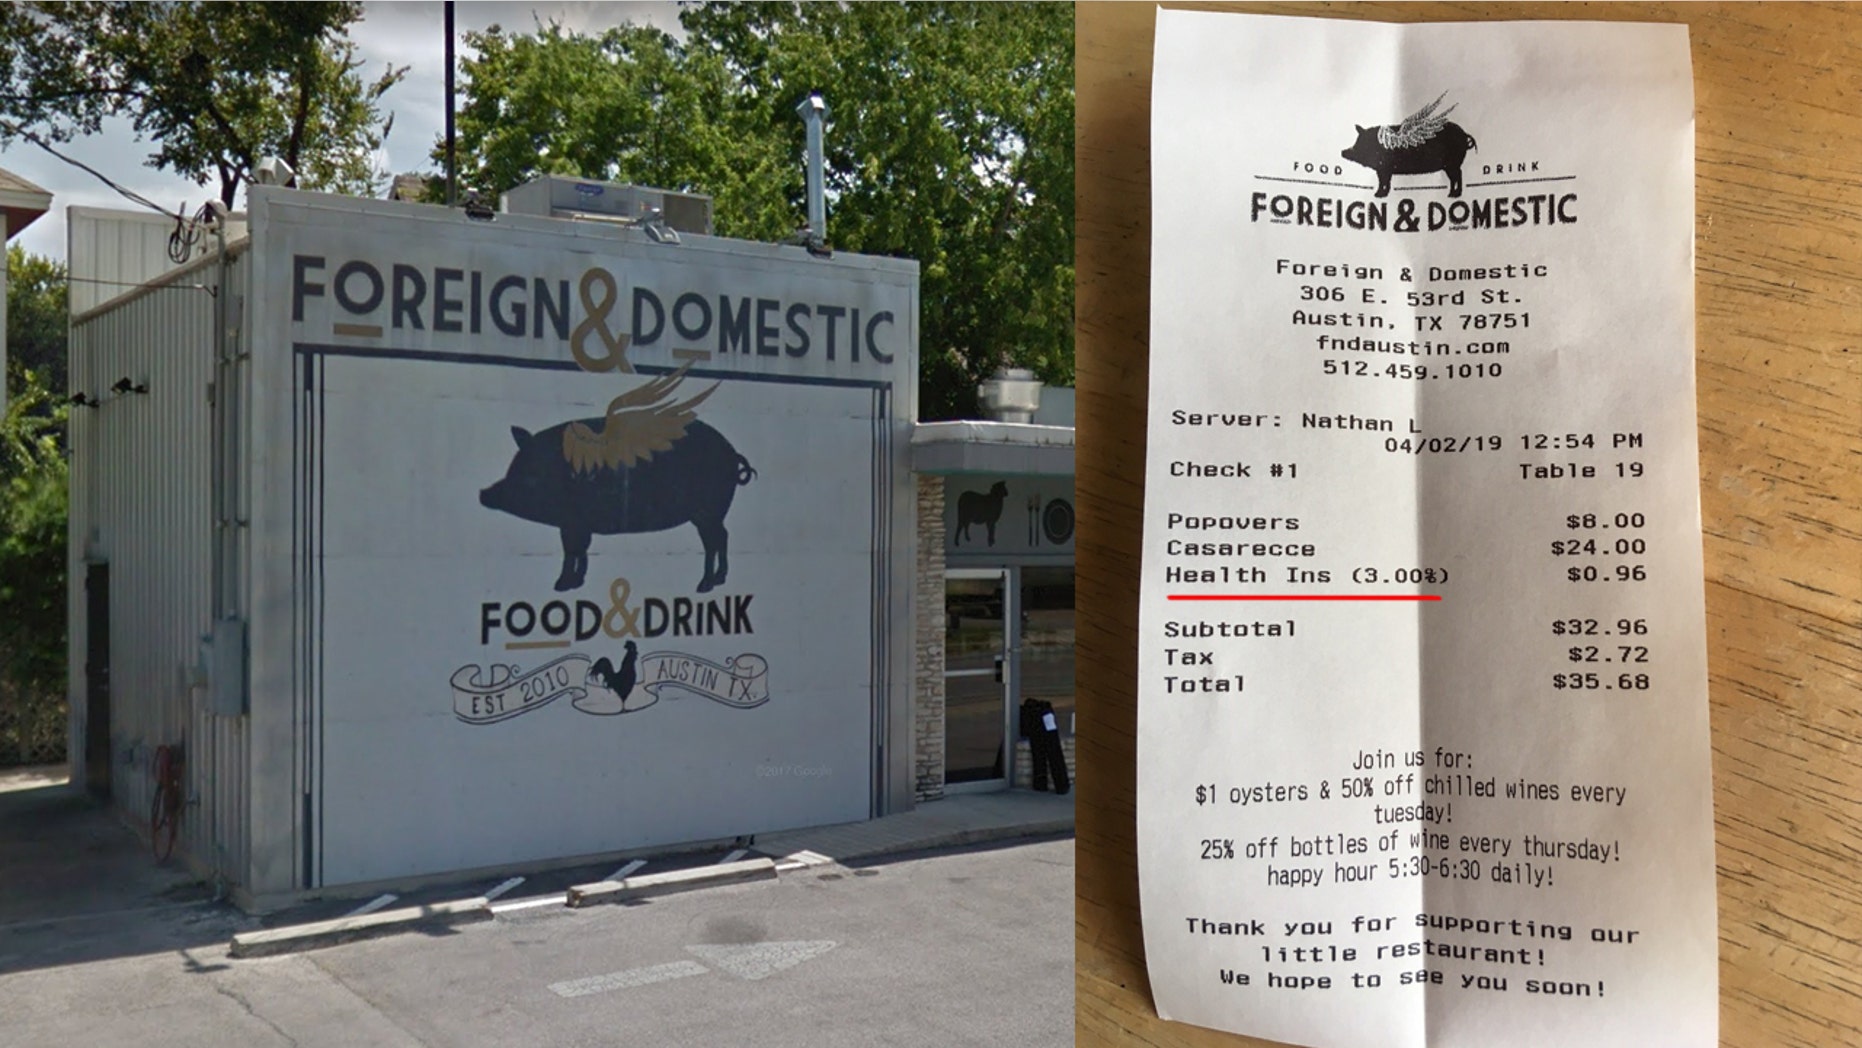 FOREIGN & DOMESTIC
FOOD & DRINK
EST 2010 AUSTIN TX.
©2017 Google
FOOD DRINK
FOREIGN & DOMESTIC
Foreign & Domestic
306 E. 53rd St.
Austin, TX 78751
fndaustin.com
512.459.1010
Server: Nathan L
04/02/19 12:54 PM
Check #1 Table 19
Popovers $8.00
Casarecce $24.00
Health Ins (3.00%) $0.96
Subtotal $32.96
Tax $2.72
Total $35.68
Join us for:
$1 oysters & 50% off chilled wines every
tuesday!
25% off bottles of wine every thursday!
happy hour 5:30-6:30 daily!
Thank you for supporting our
little restaurant!
We hope to see you soon!